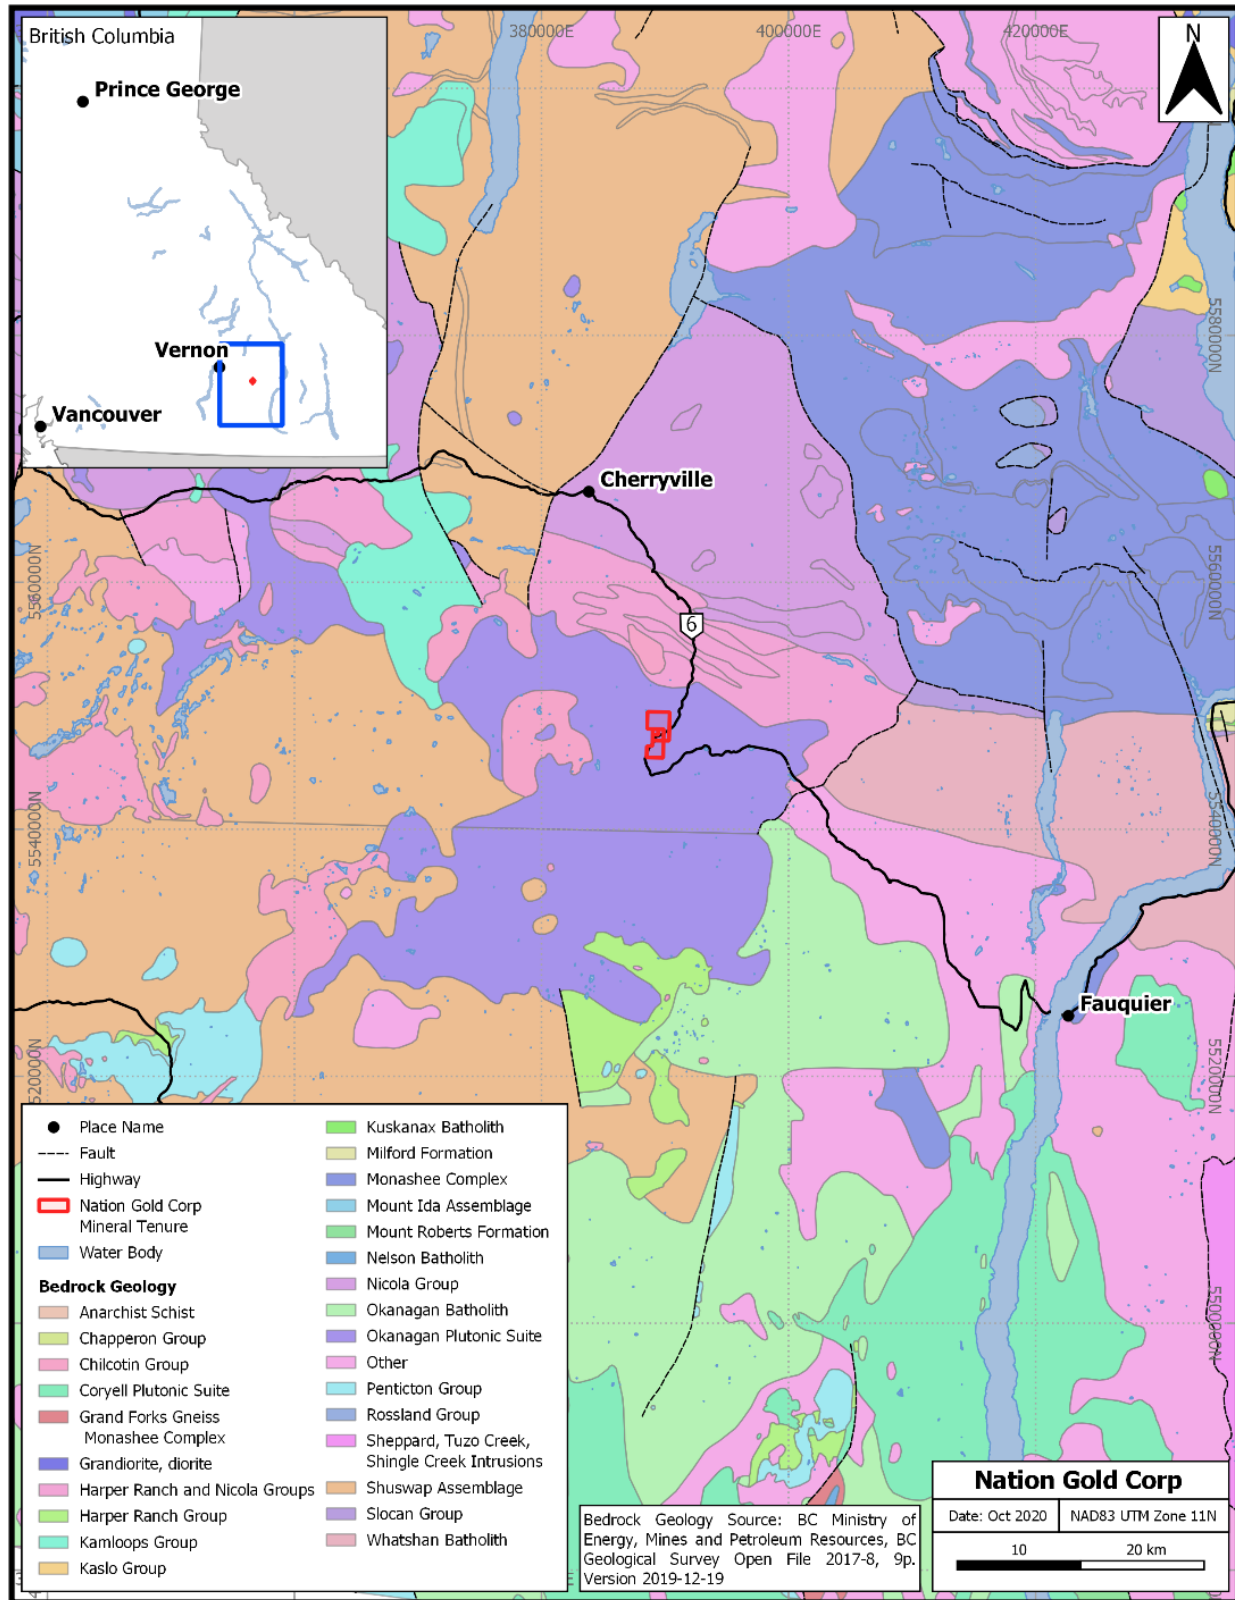 British Columbia
Prince George
Vernon
Vancouver
380000E
400000E
420000E
N
5580000N
Cherryville
5560000N
5560000N
6
5540000N
5540000N
Fauquier
520000N
5520000N
5500000N
Place Name
Fault
Highway
Nation Gold Corp
Mineral Tenure
Water Body
Bedrock Geology
Anarchist Schist
Chapperon Group
Chilcotin Group
Coryell Plutonic Suite
Grand Forks Gneiss
Monashee Complex
Grandiorite, diorite
Harper Ranch and Nicola Groups
Harper Ranch Group
Kamloops Group
Kaslo Group
Kuskanax Batholith
Milford Formation
Monashee Complex
Mount Ida Assemblage
Mount Roberts Formation
Nelson Batholith
Nicola Group
Okanagan Batholith
Okanagan Plutonic Suite
Other
Penticton Group
Rossland Group
Sheppard, Tuzo Creek,
Shingle Creek Intrusions
Shuswap Assemblage
Slocan Group
Whatshan Batholith
Bedrock Geology Source: BC Ministry of
Energy, Mines and Petroleum Resources, BC
Geological Survey Open File 2017-8, 9p.
Version 2019-12-19
Nation Gold Corp
Date: Oct 2020
NAD83 UTM Zone 11N
10
20 km